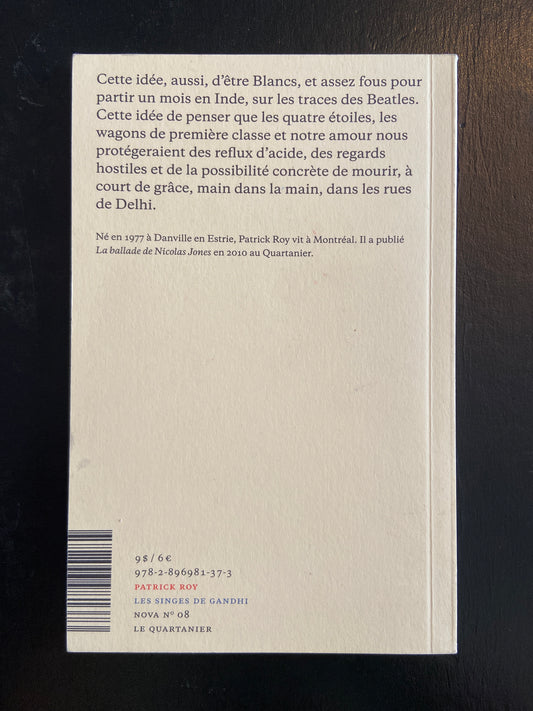 Cette idée, aussi, d'être Blancs, et assez fous pour
partir un mois en Inde, sur les traces des Beatles.
Cette idée de penser que les quatre étoiles, les
wagons de première classe et notre amour nous
protégeraient des reflux d'acide, des regards
hostiles et de la possibilité concrète de mourir, à
court de grâce, main dans la main, dans les rues
de Delhi.
Né en 1977 à Danville en Estrie, Patrick Roy vit à Montréal. Il a publié
La ballade de Nicolas Jones en 2010 au Quartanier.
9 $ / 6 €
978-2-896981-37-3
PATRICK ROY
LES SINGES DE GANDHI
NOVA Nº 08
LE QUARTANIER